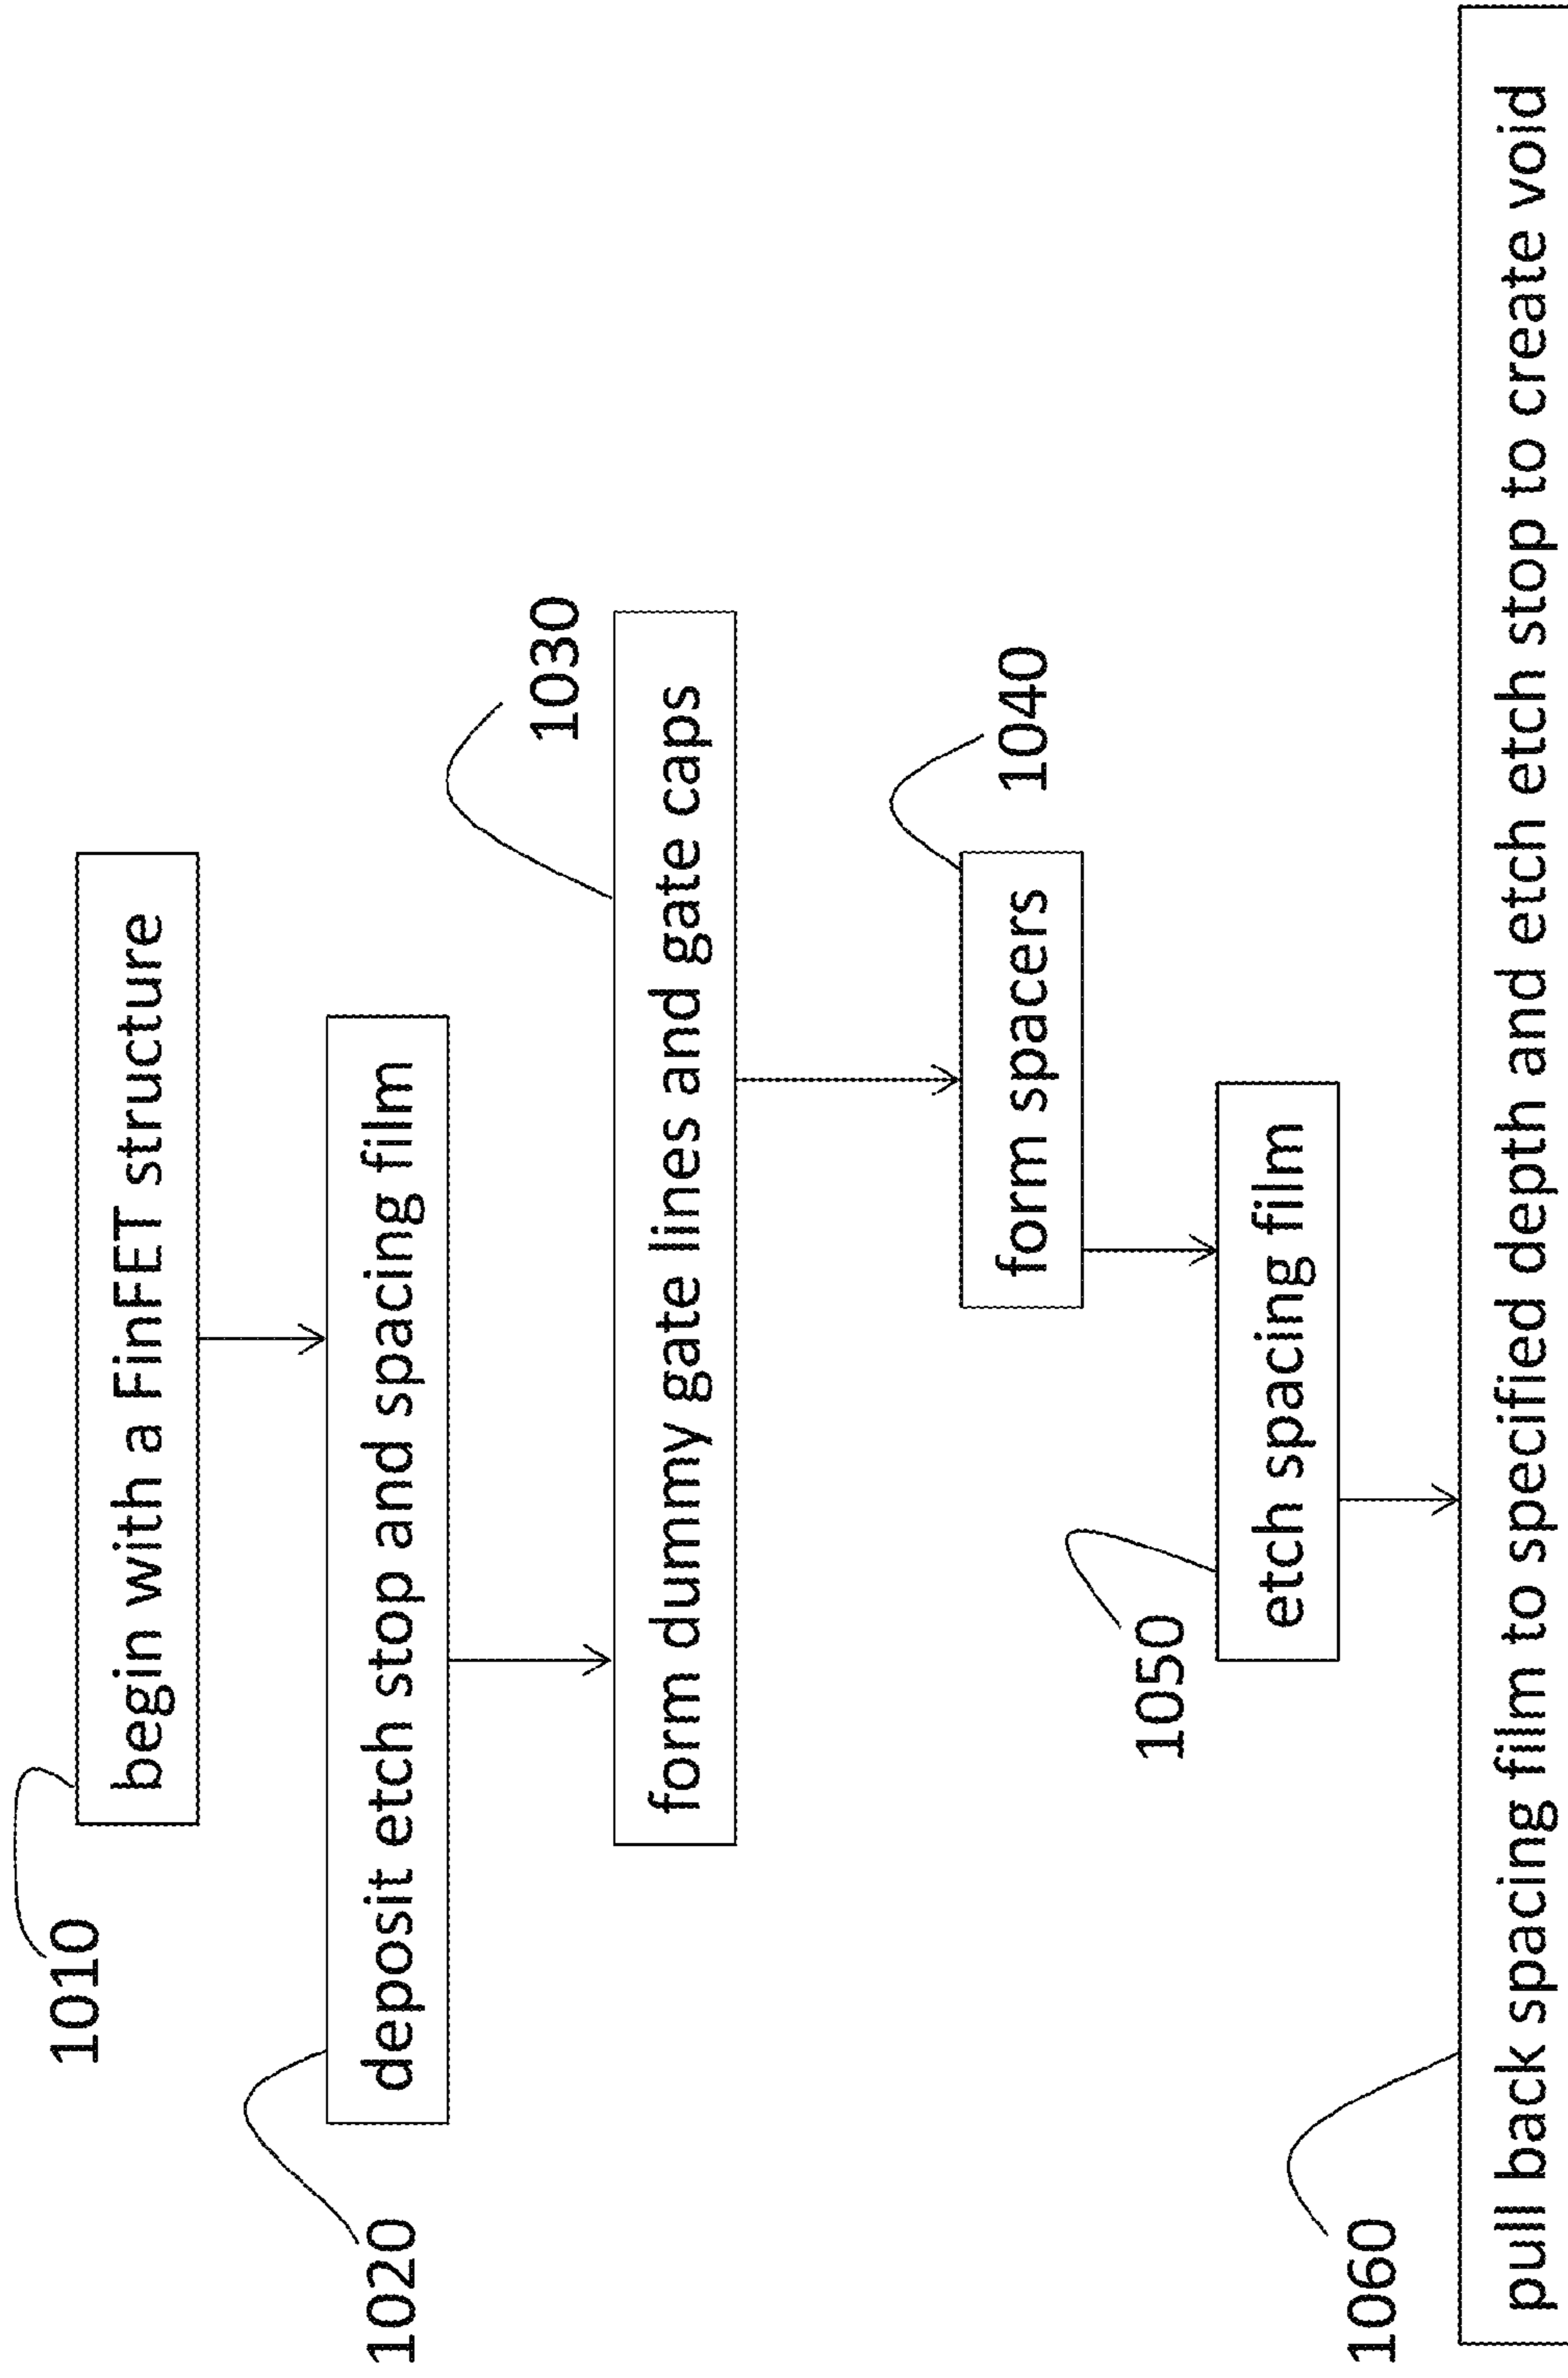 1010
begin with a FinFET structure
1020
deposit etch stop and spacing film
1030
form dummy gate lines and gate caps
1040
form spacers
1050
etch spacing film
1060
pull back spacing film to specified depth and etch etch stop to create void